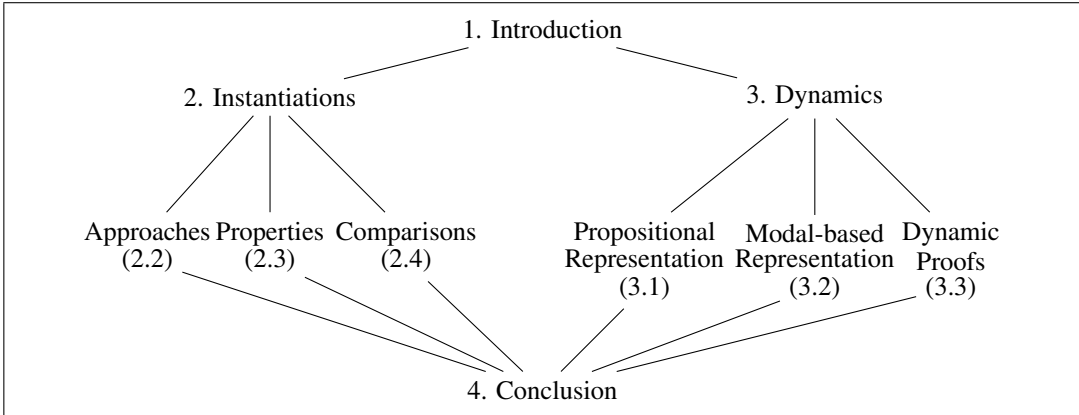 1. Introduction
2. Instantiations
3. Dynamics
Approaches
(2.2)
Properties
(2.3)
Comparisons
(2.4)
Propositional
Representation
(3.1)
Modal-based
Representation
(3.2)
Dynamic
Proofs
(3.3)
4. Conclusion